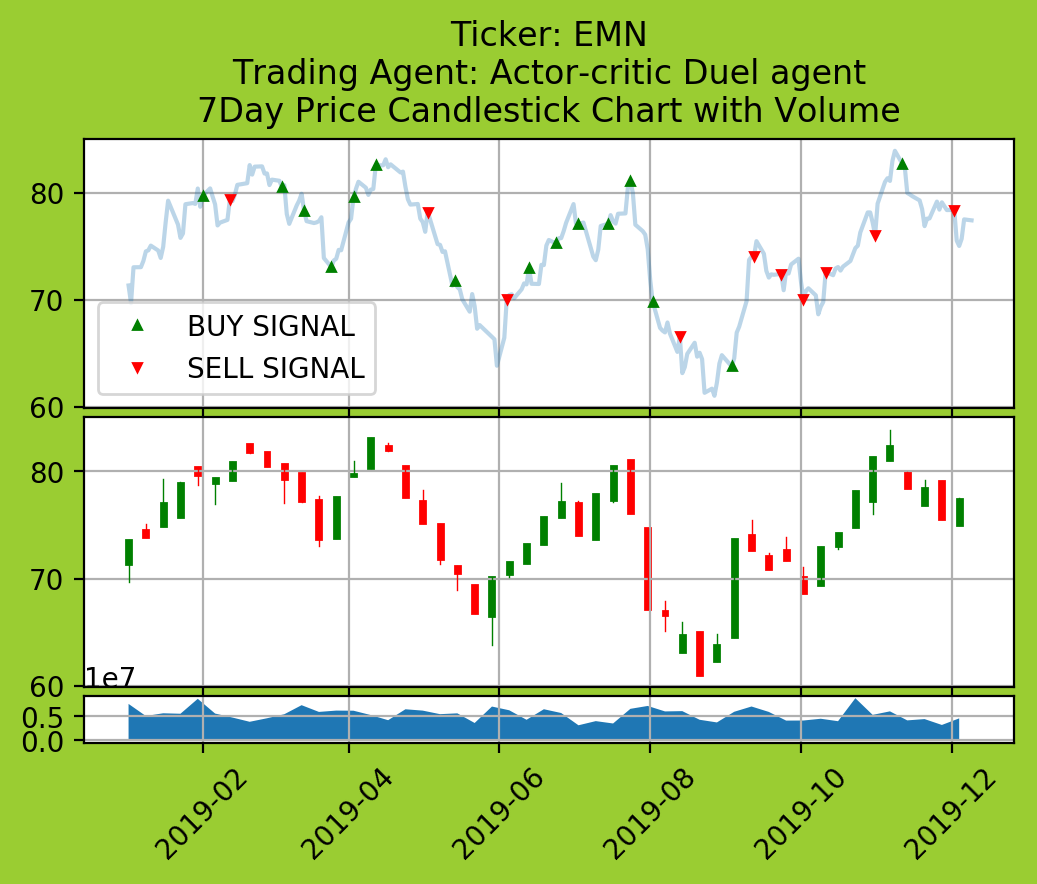 Ticker: EMN
Trading Agent: Actor-critic Duel agent
7Day Price Candlestick Chart with Volume
80
70
60
BUY SIGNAL
SELL SIGNAL
80
70
60
1e7
0.5
0.0
2019-02
2019-04
2019-06
2019-08
2019-10
2019-12